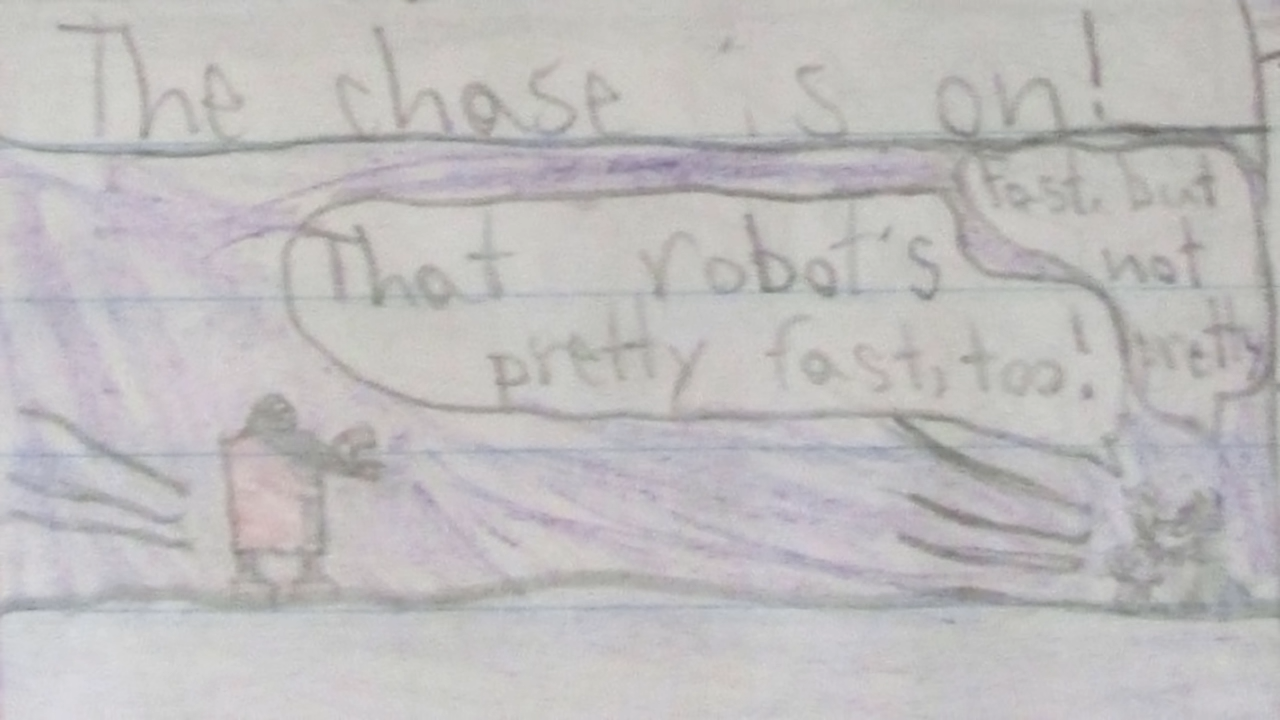 The chase is on!
That robot's
pretty fast, too!
Fast, but
not
pretty